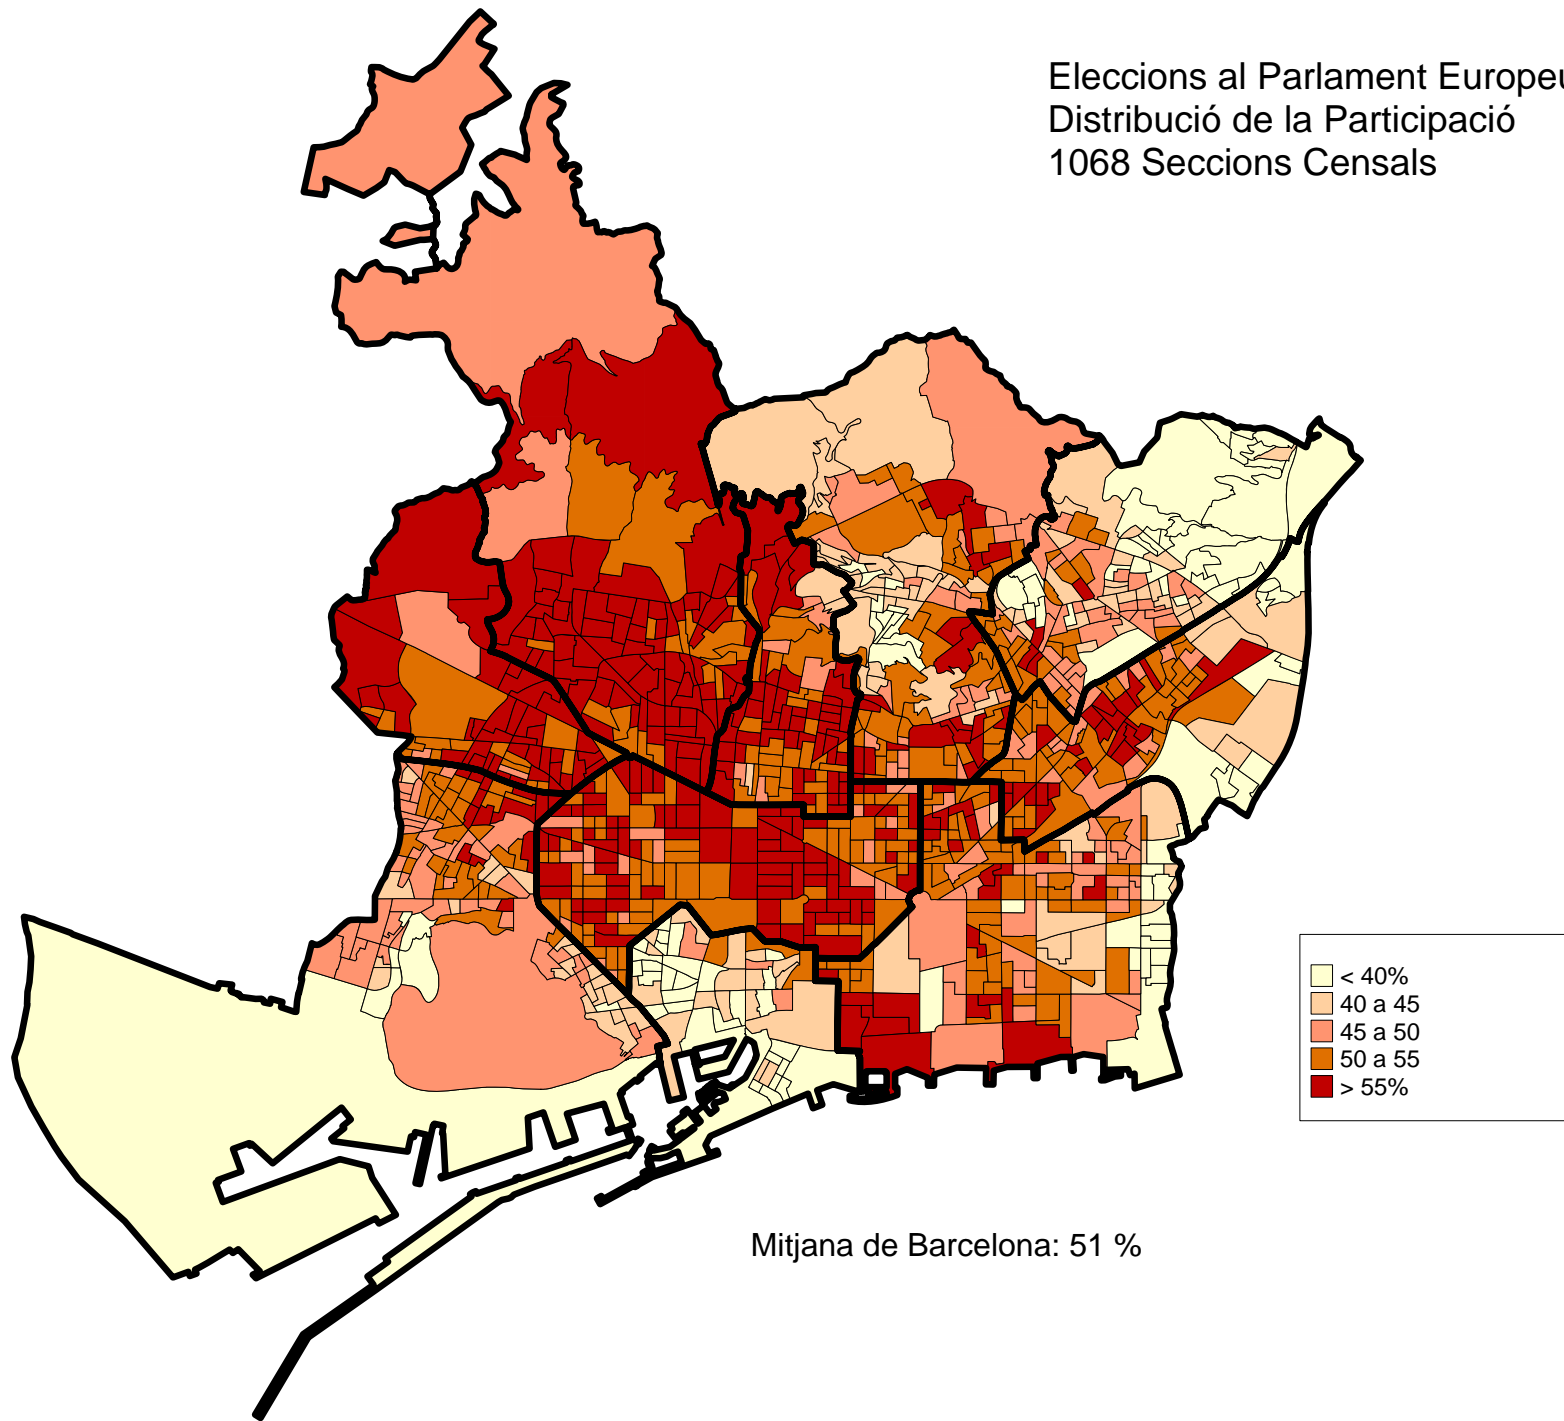 Eleccions al Parlament Europeu
Distribució de la Participació
1068 Seccions Censals
< 40%
40 a 45
45 a 50
50 a 55
> 55%
Mitjana de Barcelona: 51 %